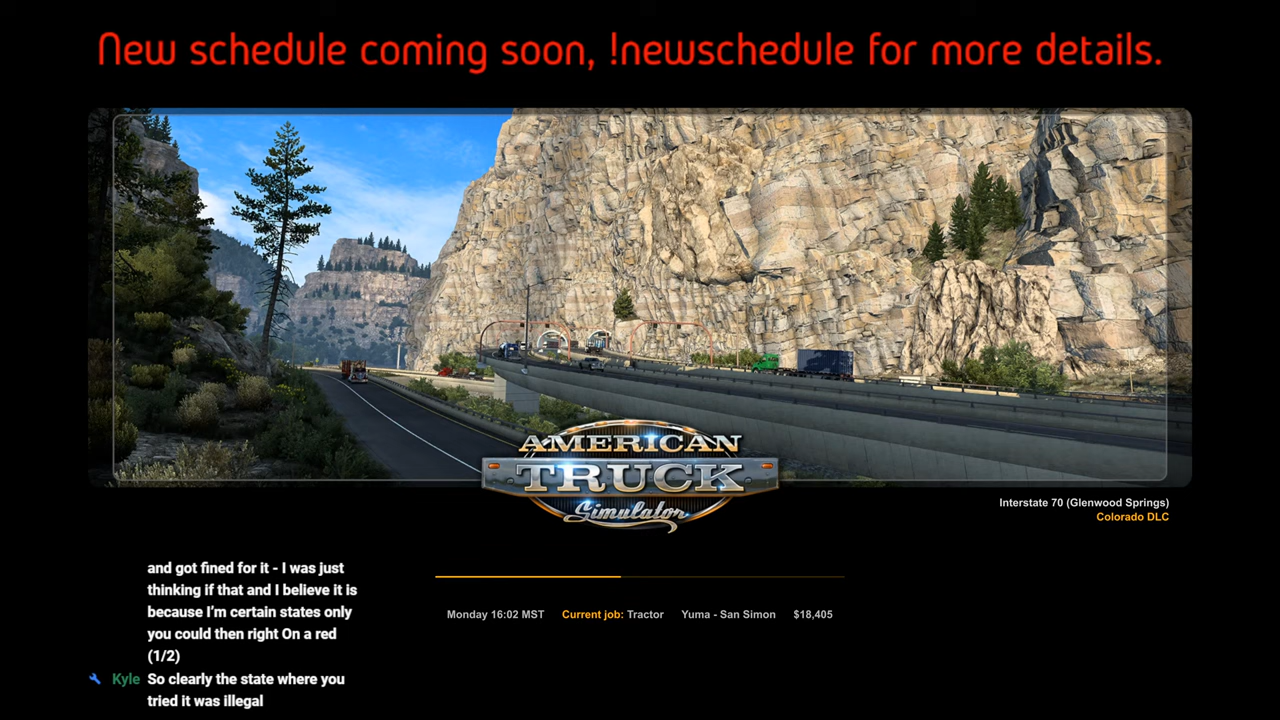 New schedule coming soon, !newschedule for more details.
AMERICAN
TRUCK
Simulator
Interstate 70 (Glenwood Springs)
Colorado DLC
and got fined for it - I was just
thinking if that and I believe it is
because I'm certain states only
you could then right On a red
(1/2)
Kyle So clearly the state where you
tried it was illegal
Monday 16:02 MST Current job: Tractor Yuma - San Simon $18,405